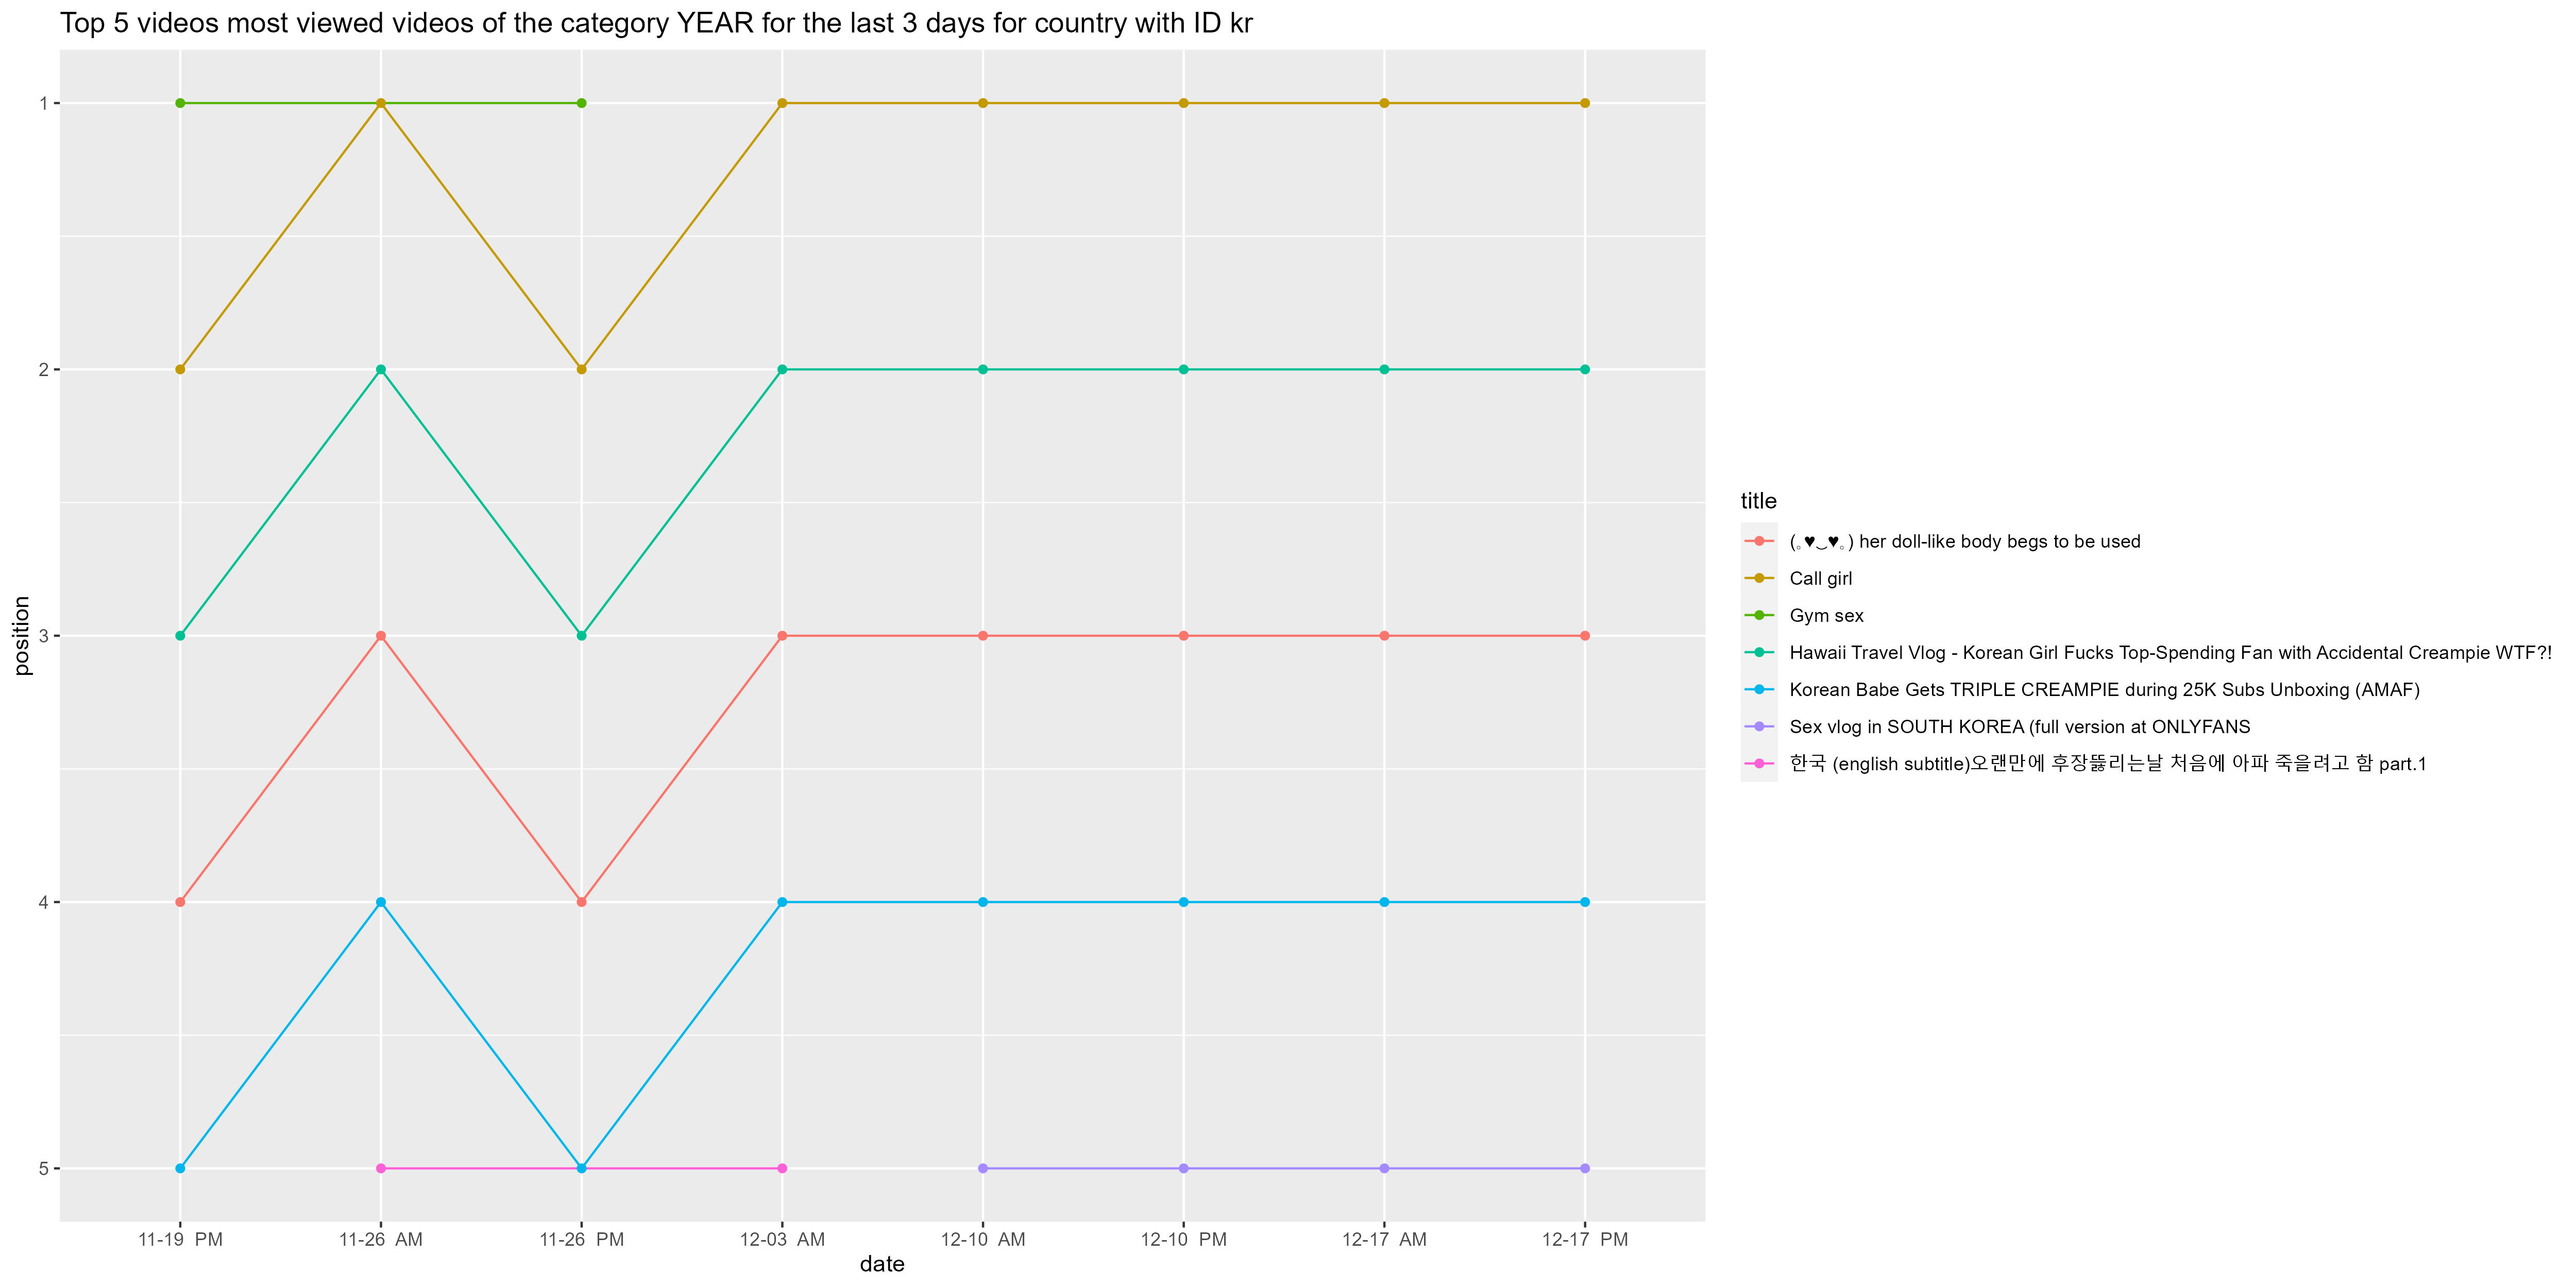 Top 5 videos most viewed videos of the category YEAR for the last 3 days for country with ID kr
position
1
2
3
4
5
11-19 PM
11-26 AM
11-26 PM
12-03 AM
12-10 AM
12-10 PM
12-17 AM
12-17 PM
date
title
(｡♥‿♥｡) her doll-like body begs to be used
Call girl
Gym sex
Hawaii Travel Vlog - Korean Girl Fucks Top-Spending Fan with Accidental Creampie WTF?!
Korean Babe Gets TRIPLE CREAMPIE during 25K Subs Unboxing (AMAF)
Sex vlog in SOUTH KOREA (full version at ONLYFANS
한국 (english subtitle)오랜만에 후장뚫리는날 처음에 아파 죽을려고 함 part.1